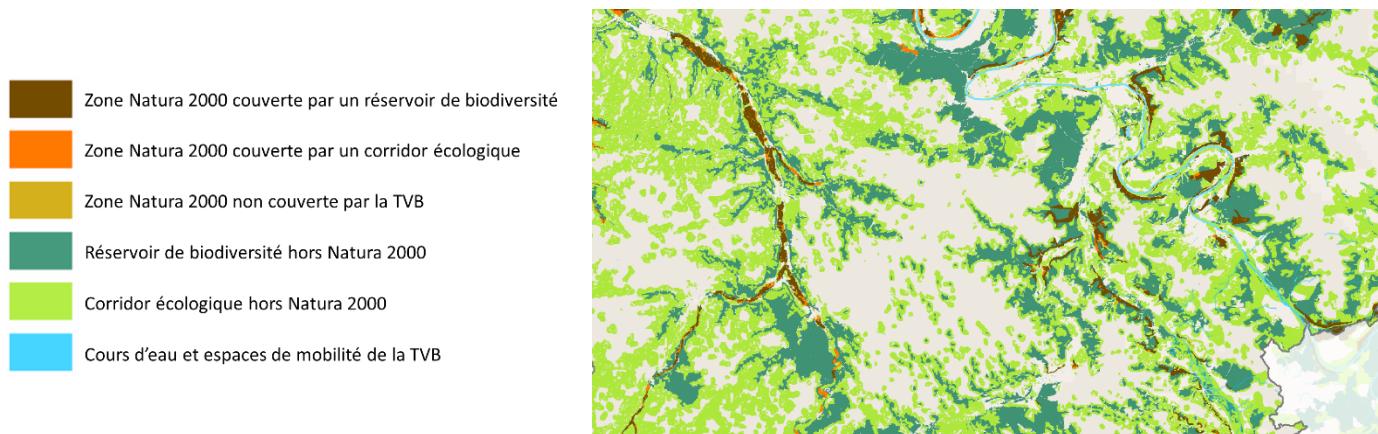 Zone Natura 2000 couverte par un réservoir de biodiversité
Zone Natura 2000 couverte par un corridor écologique
Zone Natura 2000 non couverte par la TVB
Réservoir de biodiversité hors Natura 2000
Corridor écologique hors Natura 2000
Cours d’eau et espaces de mobilité de la TVB